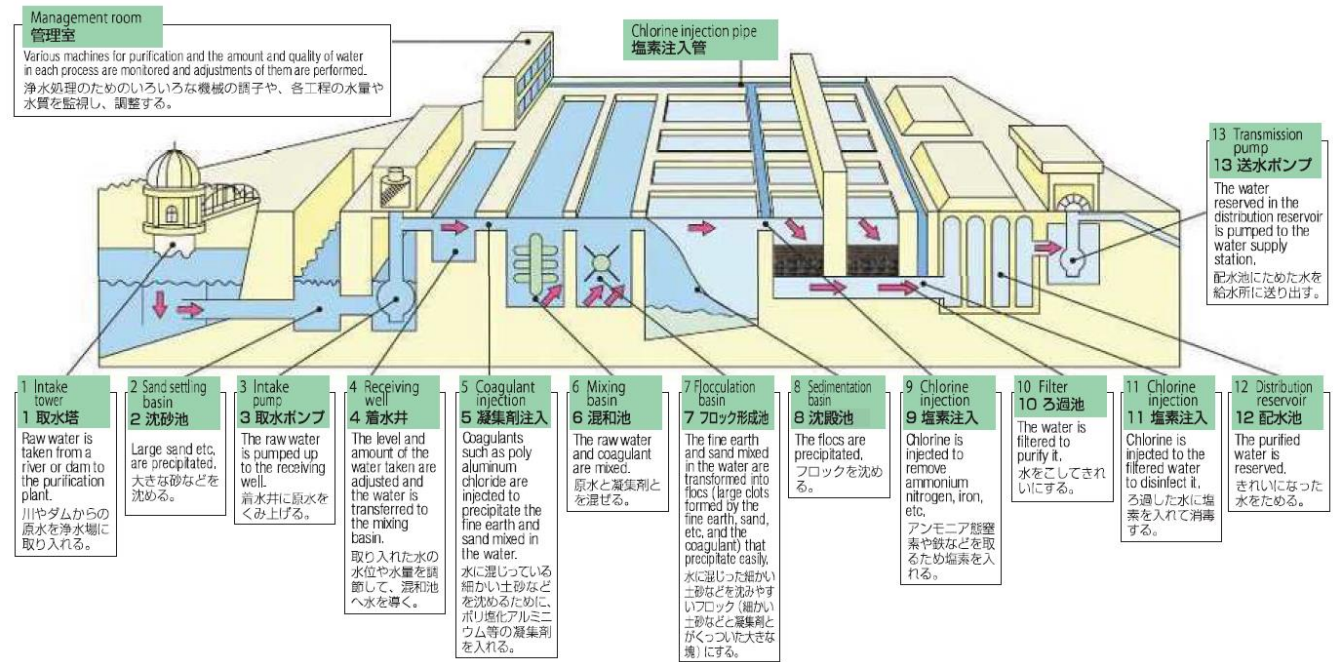 Management room
管理室
Various machines for purification and the amount and quality of water
in each process are monitored and adjustments of them are performed.
浄水処理のためのいろいろな機械の調子や、各工程の水量や
水質を監視し、調整する。
Chlorine injection pipe
塩素注入管
13 Transmission
pump
13 送水ポンプ
The water
reserved in the
distribution reservoir
is pumped to the
water supply
station.
配水池にためた水を
給水所に送り出す。
1 Intake
tower
1 取水塔
Raw water is
taken from a
river or dam to
the purification
plant.
川やダムからの
原水を浄水場に
取り入れる。
2 Sand settling
basin
2 沈砂池
Large sand etc.
are precipitated.
大きな砂などを
沈める。
3 Intake
pump
3 取水ポンプ
The raw water
is pumped up
to the receiving
well.
着水井に原水を
くみ上げる。
4 Receiving
well
4 着水井
The level and
amount of the
water taken are
adjusted and
the water is
transferred to
the mixing
basin.
取り入れた水の
水位や水量を調
節して、混和池
へ水を導く。
5 Coagulant
injection
5 凝集剤注入
Coagulants
such as poly
aluminum
chloride are
injected to
precipitate the
fine earth and
sand mixed in
the water.
水に混じっている
細かい土砂など
を沈めるために、
ポリ塩化アルミニ
ウム等の凝集剤
を入れる。
6 Mixing
basin
6 混和池
The raw water
and coagulant
are mixed.
原水と凝集剤と
を混ぜる。
7 Flocculation
basin
7 フロック形成池
The fine earth
and sand mixed
in the water are
transformed into
flocs (large clots
formed by the
fine earth, sand,
etc, and the
coagulant) that
precipitate easily.
水に混じった細かい
土砂などを沈みやす
いフロック（細かい
土砂などと凝集剤と
がくっついた大きな
塊）にする。
8 Sedimentation
basin
8 沈殿池
The flocs are
precipitated.
フロックを沈め
る。
9 Chlorine
injection
9 塩素注入
Chlorine is
injected to
remove
ammonium
nitrogen, iron,
etc.
アンモニア態窒
素や鉄などを取
るため塩素を入
れる。
10 Filter
10 ろ過池
The water is
filtered to
purify it.
水をこしてきれ
いにする。
11 Chlorine
injection
11 塩素注入
Chlorine is
injected to the
filtered water
to disinfect it.
ろ過した水に塩
素を入れて消毒
する。
12 Distribution
reservoir
12 配水池
The purified
water is
reserved.
きれいになった
水をためる。